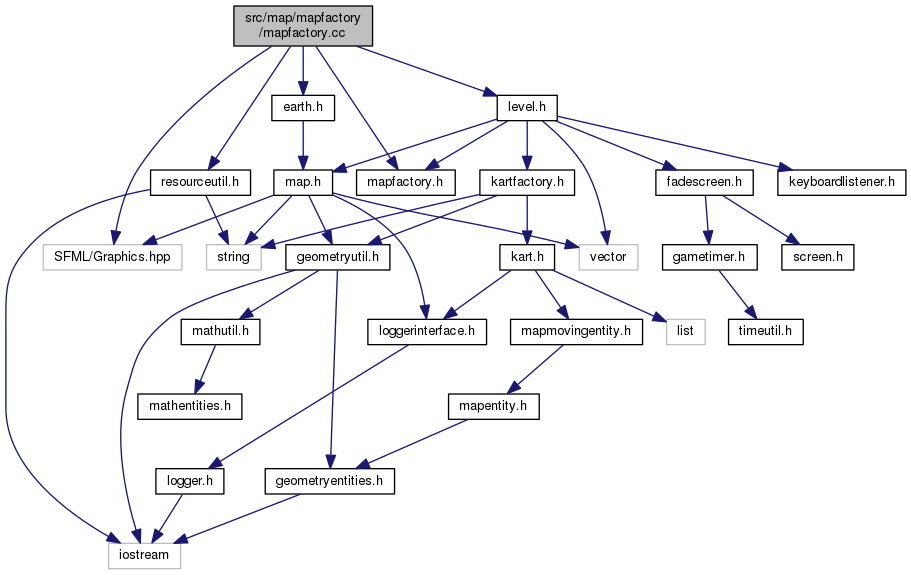 src/map/mapfactory
/mapfactory.cc
earth.h
level.h
resourceutil.h
map.h
mapfactory.h
kartfactory.h
fadescreen.h
keyboardlistener.h
SFML/Graphics.hpp
string
geometryutil.h
kart.h
vector
gametimer.h
screen.h
mathutil.h
loggerinterface.h
mapmovingentity.h
list
timeutil.h
mathentities.h
mapentity.h
logger.h
geometryentities.h
iostream